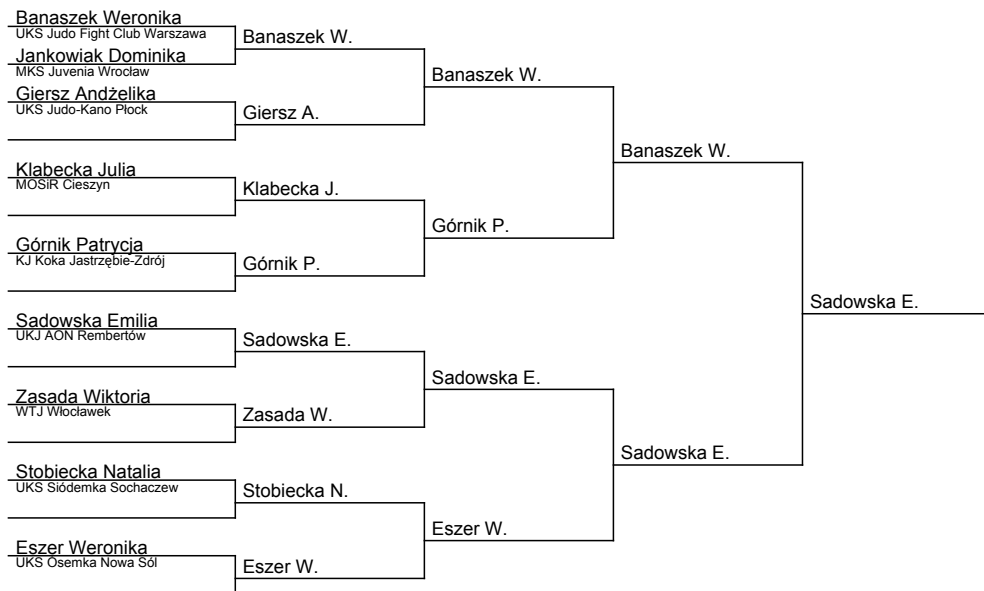 Banaszek Weronika
UKS Judo Fight Club Warszawa
Banaszek W.
Jankowiak Dominika
MKS Juvenia Wrocław
Banaszek W.
Giersz Andżelika
UKS Judo-Kano Płock
Giersz A.
Banaszek W.
Klabecka Julia
MOSiR Cieszyn
Klabecka J.
Górnik P.
Górnik Patrycja
KJ Koka Jastrzębie-Zdrój
Górnik P.
Sadowska E.
Sadowska Emilia
UKJ AON Rembertów
Sadowska E.
Sadowska E.
Zasada Wiktoria
WTJ Włocławek
Zasada W.
Sadowska E.
Stobiecka Natalia
UKS Siódemka Sochaczew
Stobiecka N.
Eszer W.
Eszer Weronika
UKS Ósemka Nowa Sól
Eszer W.